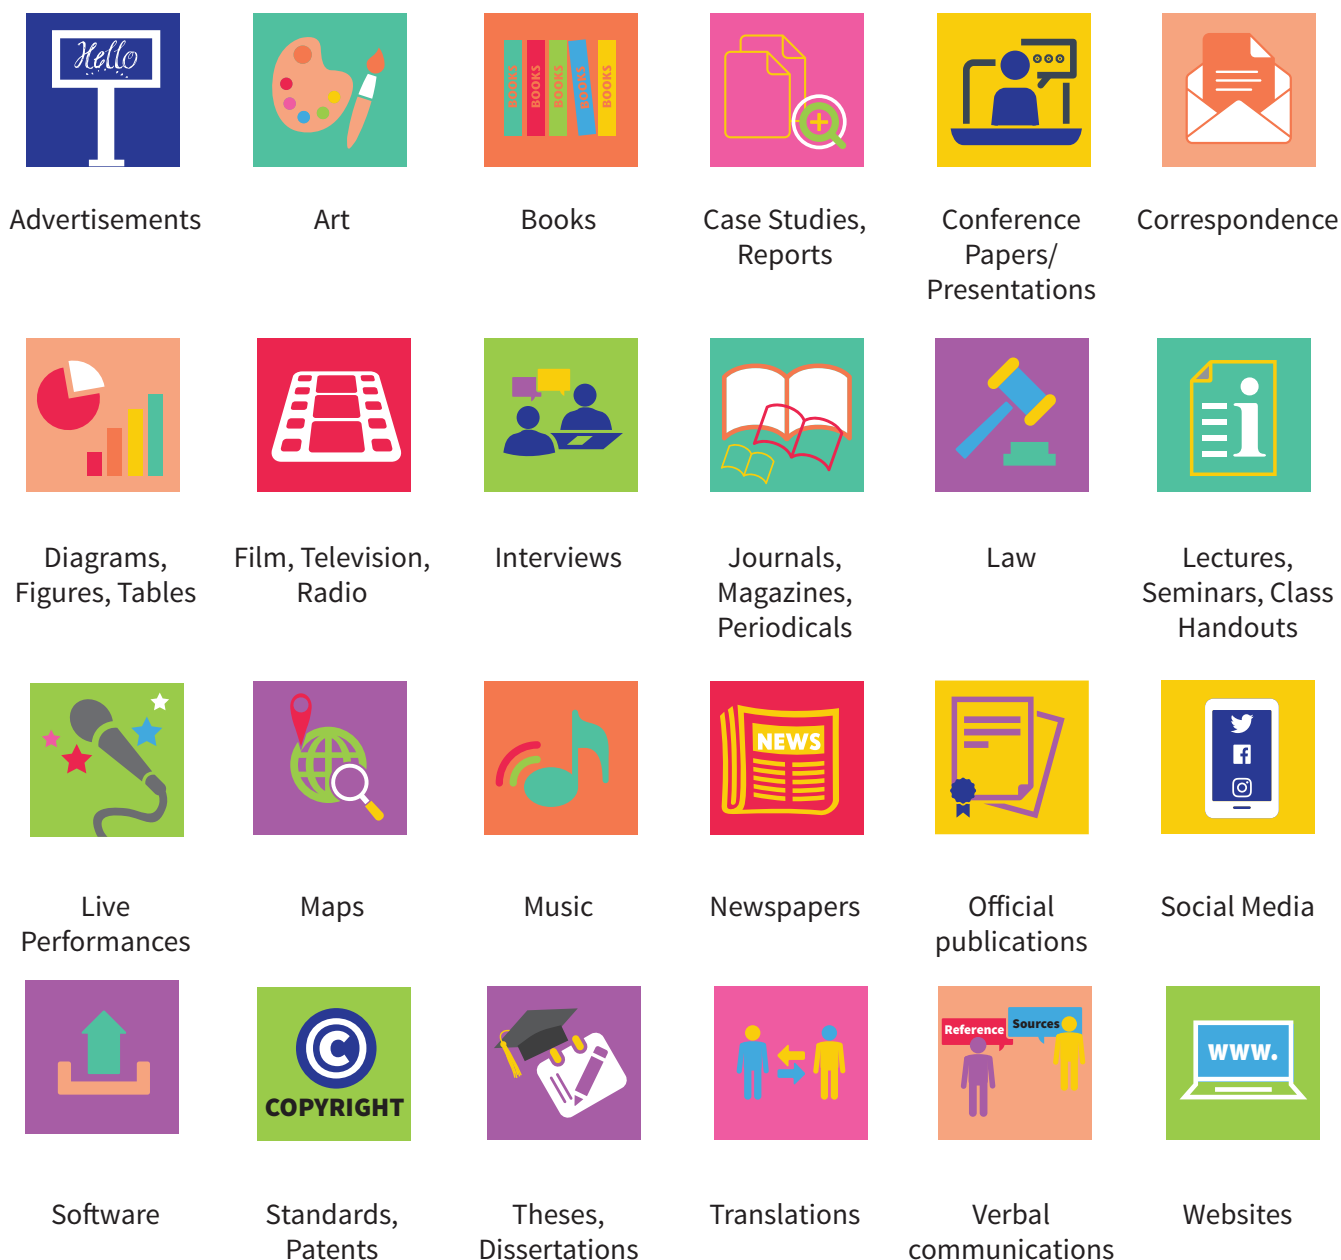 Hello
BOOKS
BOOKS
BOOKS
BOOKS
BOOKS
Advertisements
Art
Books
Case Studies,
Reports
Conference
Papers/
Presentations
Correspondence
Diagrams,
Figures, Tables
Film, Television,
Radio
Interviews
Journals,
Magazines,
Periodicals
Law
Lectures,
Seminars, Class
Handouts
NEWS
Live
Performances
Maps
Music
Newspapers
Official
publications
Social Media
C
COPYRIGHT
Reference
Sources
www.
Software
Standards,
Patents
Theses,
Dissertations
Translations
Verbal
communications
Websites